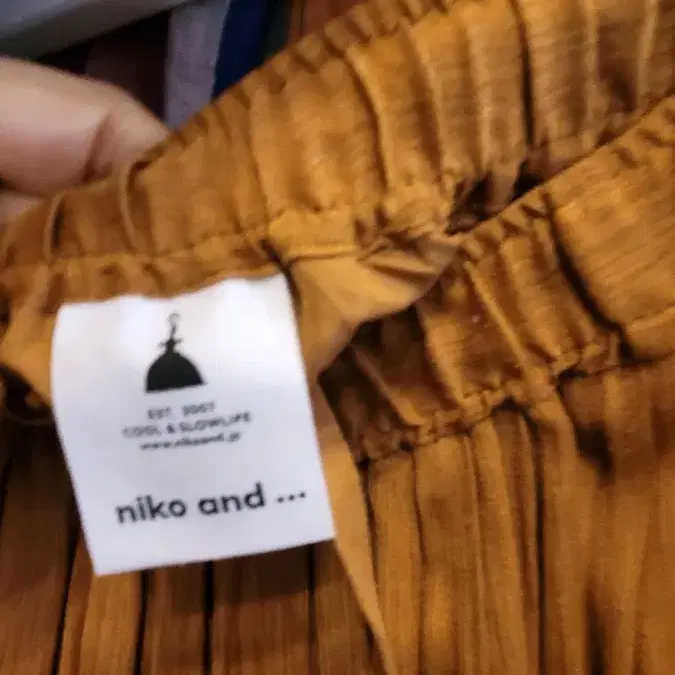 EST 2007
COOL & SLOWLIFE
www.nikoand.jp
niko and ...